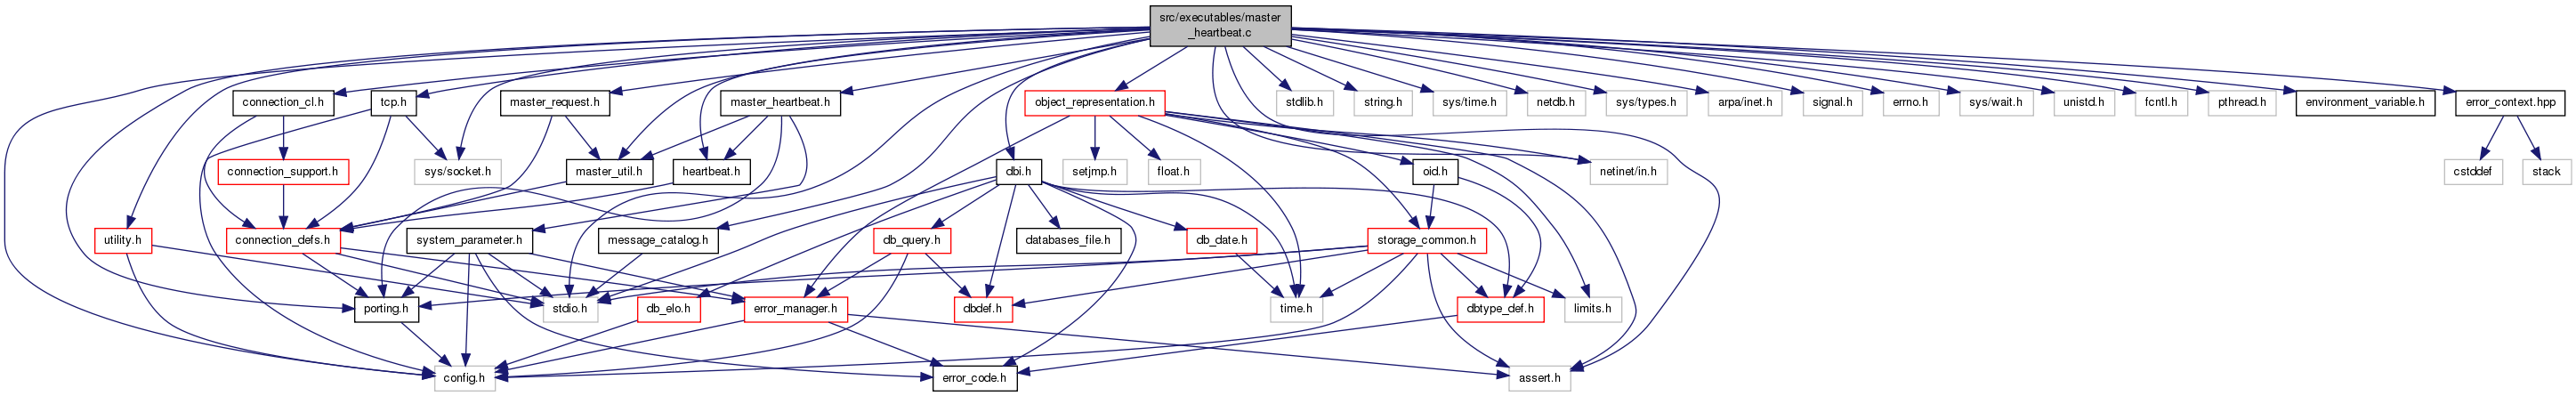 src/executables/master
_heartbeat.c
connection_cl.h
tcp.h
master_request.h
master_heartbeat.h
object_representation.h
stdlib.h
string.h
sys/time.h
netdb.h
sys/types.h
arpa/inet.h
signal.h
errno.h
sys/wait.h
unistd.h
fcntl.h
pthread.h
environment_variable.h
error_context.hpp
connection_support.h
sys/socket.h
master_util.h
heartbeat.h
dbi.h
setjmp.h
float.h
oid.h
netinet/in.h
cstddef
stack
utility.h
connection_defs.h
system_parameter.h
message_catalog.h
db_query.h
databases_file.h
db_date.h
storage_common.h
porting.h
stdio.h
db_elo.h
error_manager.h
dbdef.h
time.h
dbtype_def.h
limits.h
config.h
error_code.h
assert.h